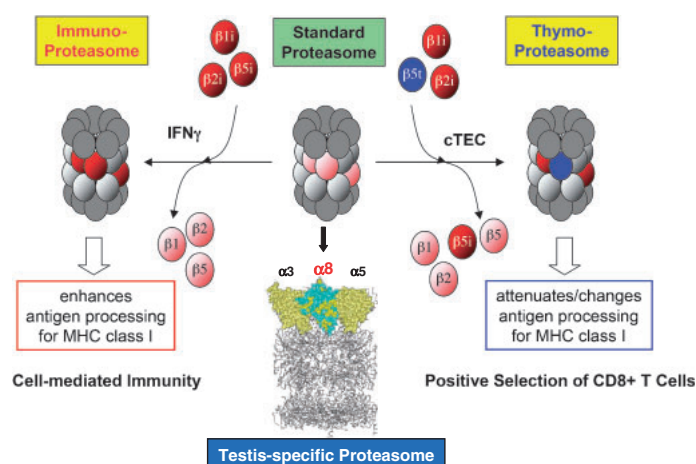 Immuno-
Proteasome
Standard
Proteasome
Thymo-
Proteasome
β1i
β2i
β5i
β1i
β5t
β2i
IFNγ
cTEC
β1
β2
β5
β1
β5i
β5
β2
α3
α8
α5
enhances
antigen processing
for MHC class I
attenuates/changes
antigen processing
for MHC class I
Cell-mediated Immunity
Positive Selection of CD8+ T Cells
Testis-specific Proteasome